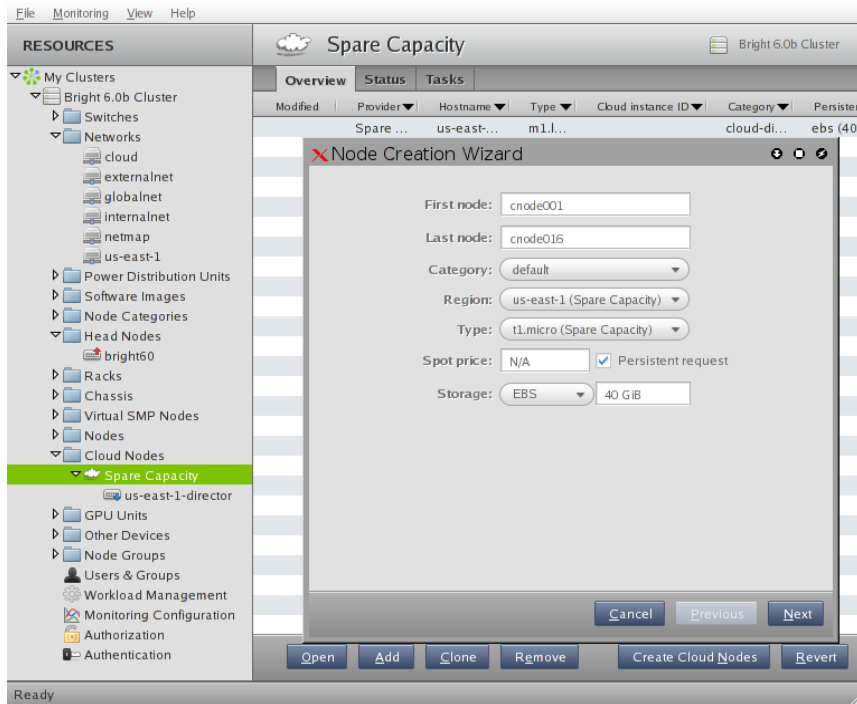 File Monitoring View Help
RESOURCES
My Clusters
Bright 6.0b Cluster
Switches
Networks
cloud
externalnet
globalnet
internalnet
netmap
us-east-1
Power Distribution Units
Software Images
Node Categories
Head Nodes
bright60
Racks
Chassis
Virtual SMP Nodes
Nodes
Cloud Nodes
Spare Capacity
us-east-1-director
GPU Units
Other Devices
Node Groups
Users & Groups
Workload Management
Monitoring Configuration
Authorization
Authentication
Spare Capacity Bright 6.0b Cluster
Overview Status Tasks
Modified Provider Hostname Type Cloud instance ID Category Persiste
Spare ... us-east-... m1.l... cloud-di... ebs (40
Node Creation Wizard
First node: cnode001
Last node: cnode016
Category: default
Region: us-east-1 (Spare Capacity)
Type: t1.micro (Spare Capacity)
Spot price: N/A Persistent request
Storage: EBS 40 GiB
Cancel Previous Next
Open Add Clone Remove Create Cloud Nodes Revert
Ready